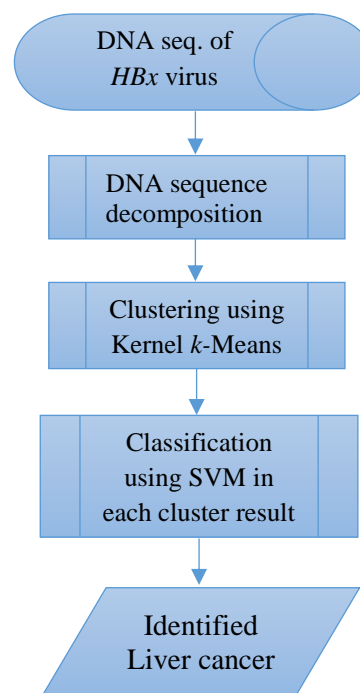 DNA seq. of
HBx virus
DNA sequence
decomposition
Clustering using
Kernel k-Means
Classification
using SVM in
each cluster result
Identified
Liver cancer